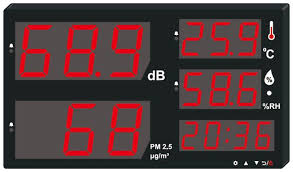 68.9
dB
25.9
°C
58.6
%
%RH
68
PM 2,5
µg/m³
20:36